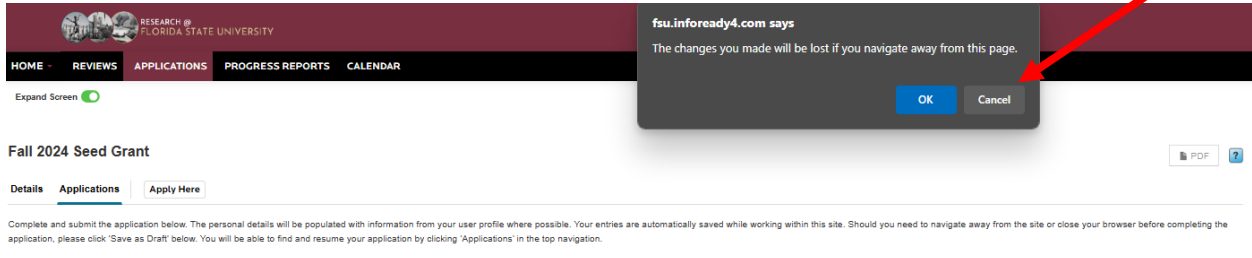 RESEARCH @
FLORIDA STATE UNIVERSITY
fsu.infoready4.com says
The changes you made will be lost if you navigate away from this page.
OK Cancel
HOME REVIEWS APPLICATIONS PROGRESS REPORTS CALENDAR
Expand Screen
Fall 2024 Seed Grant
PDF ?
Details Applications Apply Here
Complete and submit the application below. The personal details will be populated with information from your user profile where possible. Your entries are automatically saved while working within this site. Should you need to navigate away from the site or close your browser before completing the
application, please click 'Save as Draft' below. You will be able to find and resume your application by clicking 'Applications' in the top navigation.